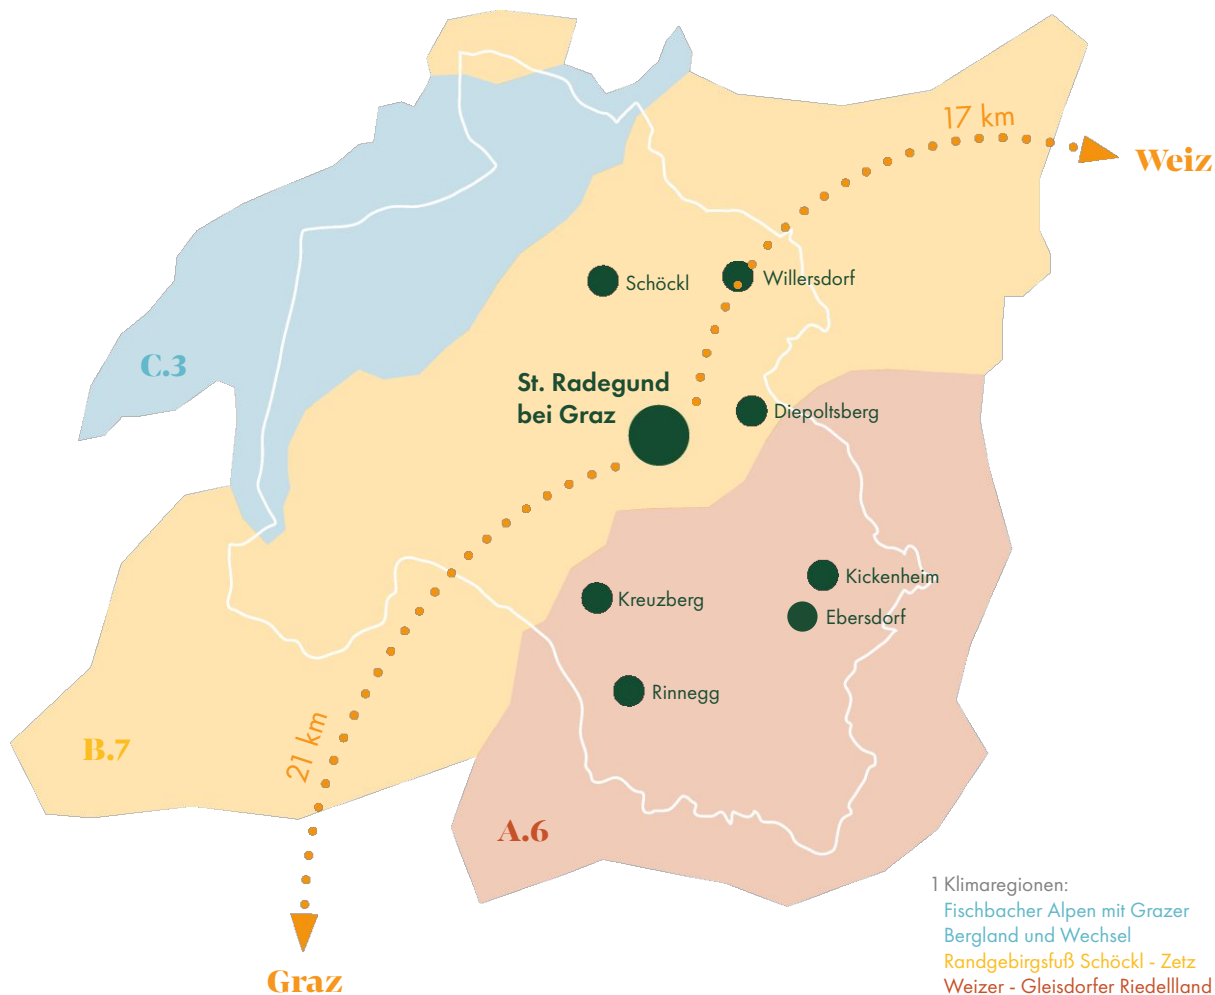 17 km
Weiz
Schöckl
Willersdorf
C.3
St. Radegund
bei Graz
Diepoltsberg
Kickenheim
Kreuzberg
Ebersdorf
Rinnegg
21 km
B.7
A.6
1 Klimaregionen:
Fischbacher Alpen mit Grazer
Bergland und Wechsel
Randgebirgsfuß Schöckl - Zetz
Weizer - Gleisdorfer Riedellland
Graz